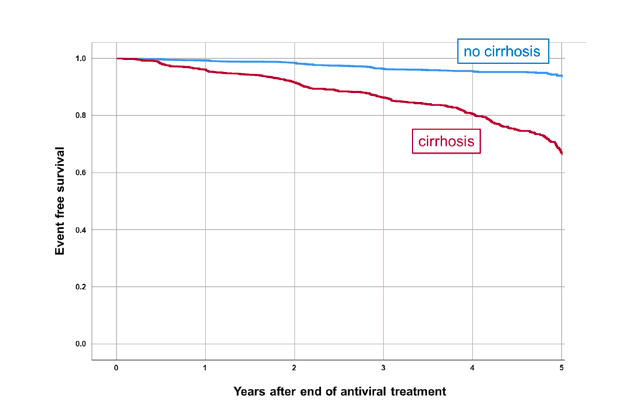 no cirrhosis
1.0
0.8
cirrhosis
0.6
0.4
0.2
0.0
Event free survival
0 1 2 3 4 5
Years after end of antiviral treatment